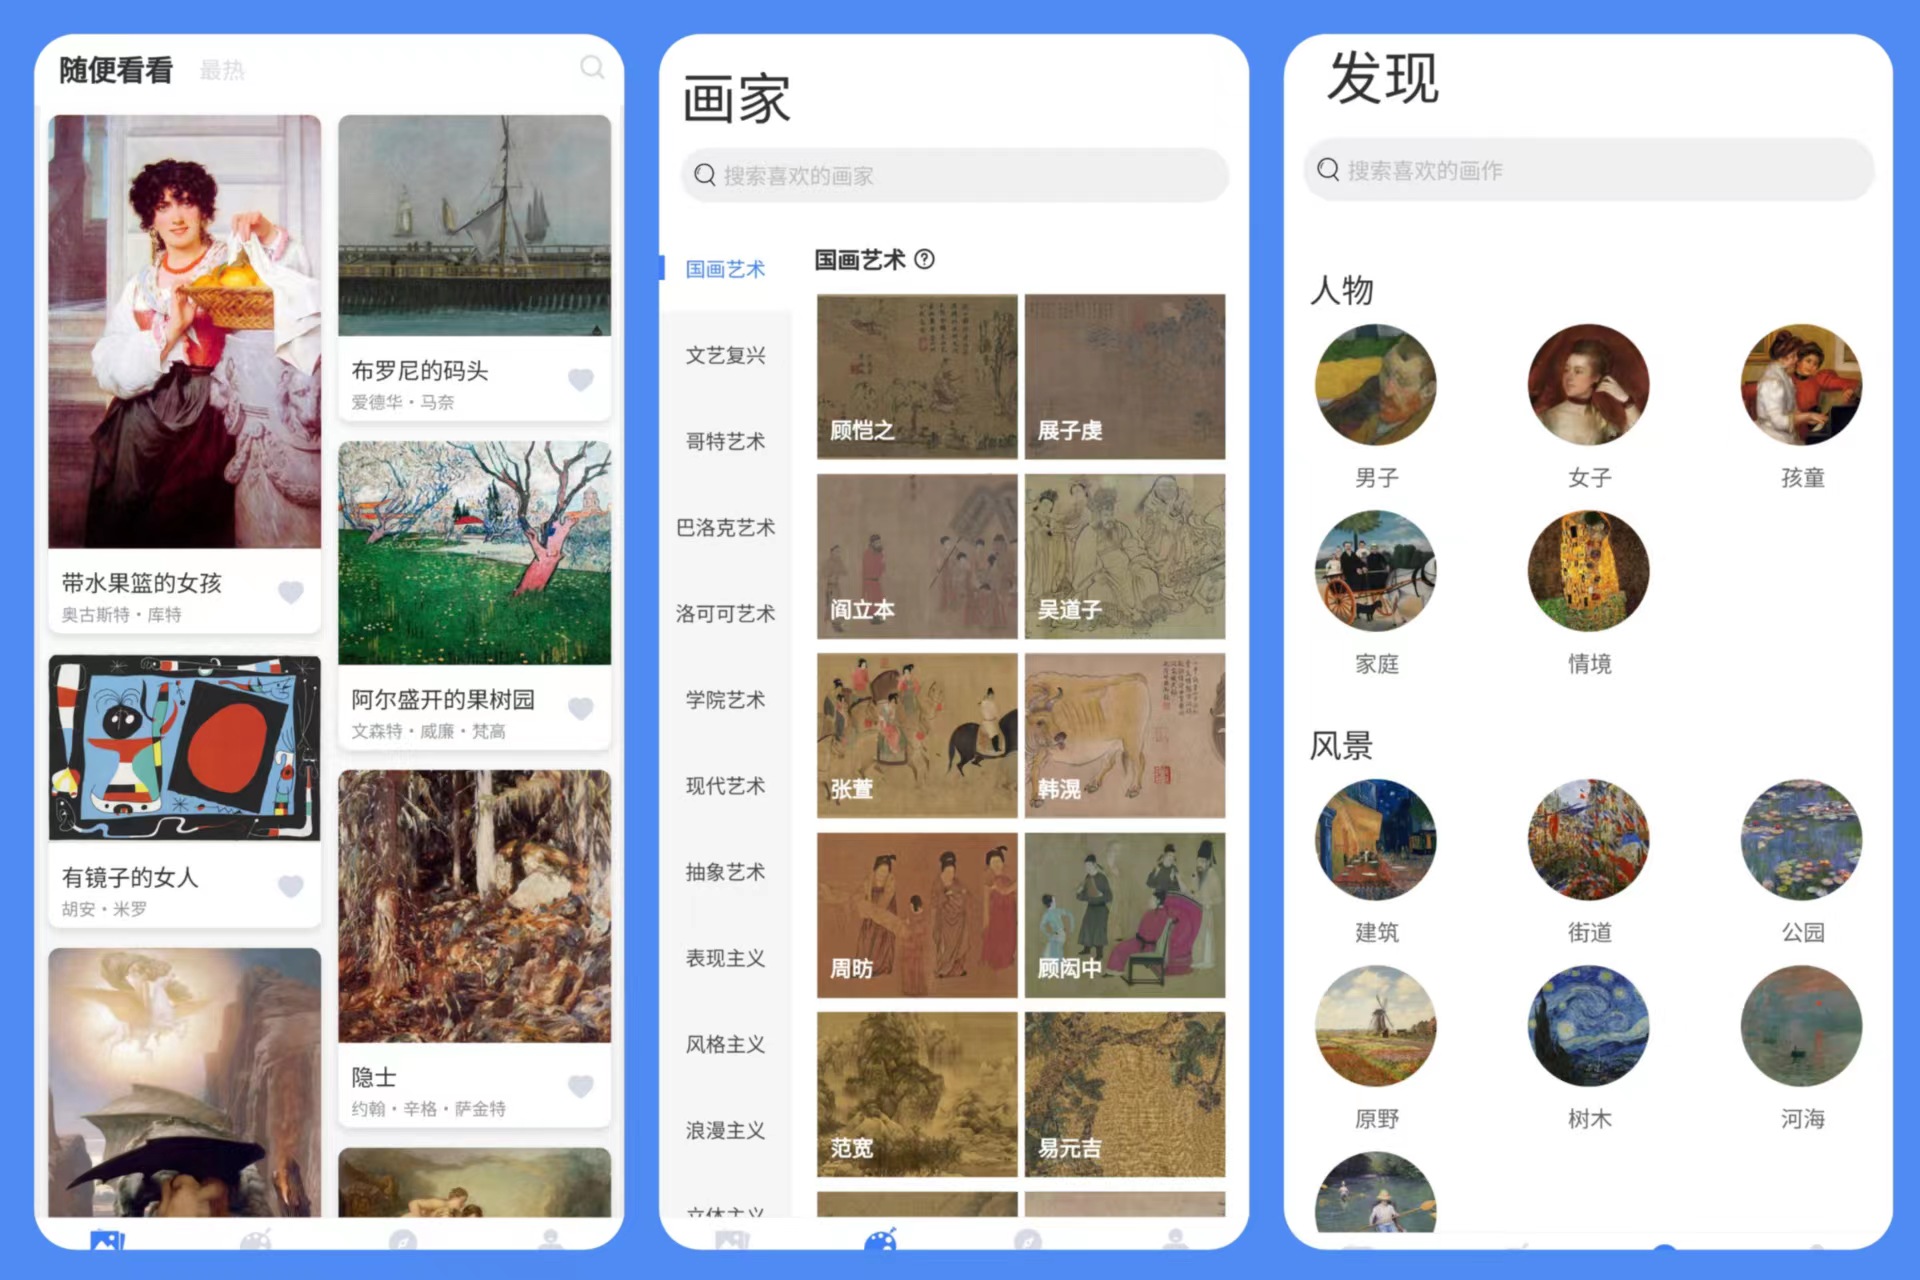 随便看看 最热
带水果篮的女孩
奥古斯特·库特
有镜子的女人
胡安·米罗
布罗尼的码头
爱德华·马奈
阿尔盛开的果树园
文森特·威廉·梵高
隐士
约翰·辛格·萨金特
画家
搜索喜欢的画家
国画艺术
文艺复兴
哥特艺术
巴洛克艺术
洛可可艺术
学院艺术
现代艺术
抽象艺术
表现主义
风格主义
浪漫主义
立体主义
国画艺术
顾恺之 展子虔
阎立本 吴道子
张萱 韩滉
周昉 顾闳中
范宽 易元吉
发现
搜索喜欢的画作
人物
男子 女子 孩童
家庭 情境
风景
建筑 街道 公园
原野 树木 河海